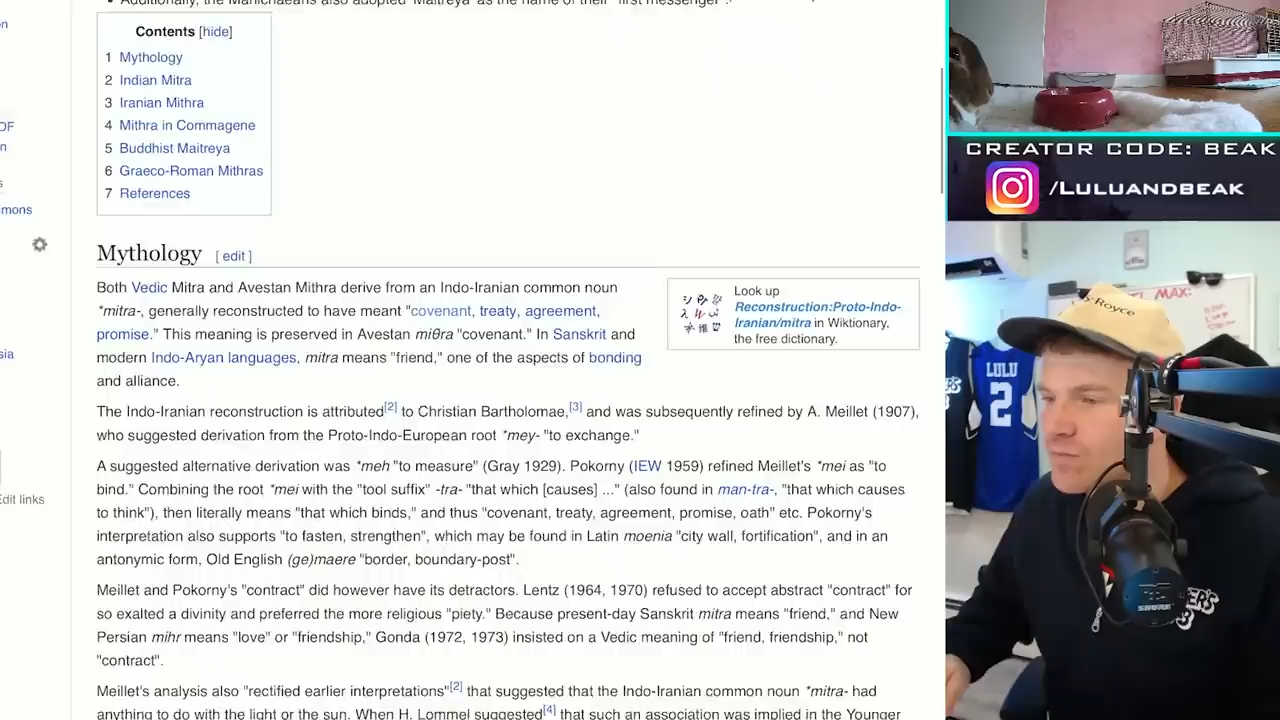 Additionally, the Manichaeans also adopted "Maitreya" as the name of their "first messenger".
Contents [hide]
1 Mythology
2 Indian Mitra
3 Iranian Mithra
4 Mithra in Commagene
5 Buddhist Maitreya
6 Graeco-Roman Mithras
7 References
DF
mmons
sia
Edit links
Mythology [ edit ]
Both Vedic Mitra and Avestan Mithra derive from an Indo-Iranian common noun
*mitra-, generally reconstructed to have meant "covenant, treaty, agreement,
promise." This meaning is preserved in Avestan miθra "covenant." In Sanskrit and
modern Indo-Aryan languages, mitra means "friend," one of the aspects of bonding
and alliance.
Look up
Reconstruction:Proto-Indo-
Iranian/mitra in Wiktionary,
the free dictionary.
The Indo-Iranian reconstruction is attributed[2] to Christian Bartholomae,[3] and was subsequently refined by A. Meillet (1907),
who suggested derivation from the Proto-Indo-European root *mey- "to exchange."
A suggested alternative derivation was *meh "to measure" (Gray 1929). Pokorny (IEW 1959) refined Meillet's *mei as "to
bind." Combining the root *mei with the "tool suffix" -tra- "that which [causes] ..." (also found in man-tra-, "that which causes
to think"), then literally means "that which binds," and thus "covenant, treaty, agreement, promise, oath" etc. Pokorny's
interpretation also supports "to fasten, strengthen", which may be found in Latin moenia "city wall, fortification", and in an
antonymic form, Old English (ge)maere "border, boundary-post".
Meillet and Pokorny's "contract" did however have its detractors. Lentz (1964, 1970) refused to accept abstract "contract" for
so exalted a divinity and preferred the more religious "piety." Because present-day Sanskrit mitra means "friend," and New
Persian mihr means "love" or "friendship," Gonda (1972, 1973) insisted on a Vedic meaning of "friend, friendship," not
"contract".
Meillet's analysis also "rectified earlier interpretations"[2] that suggested that the Indo-Iranian common noun *mitra- had
anything to do with the light or the sun. When H. Lommel suggested[4] that such an association was implied in the Younger
CREATOR CODE: BEAK
/LULUANDBEAK
MAX:
Royce
LULU
2
SHURE